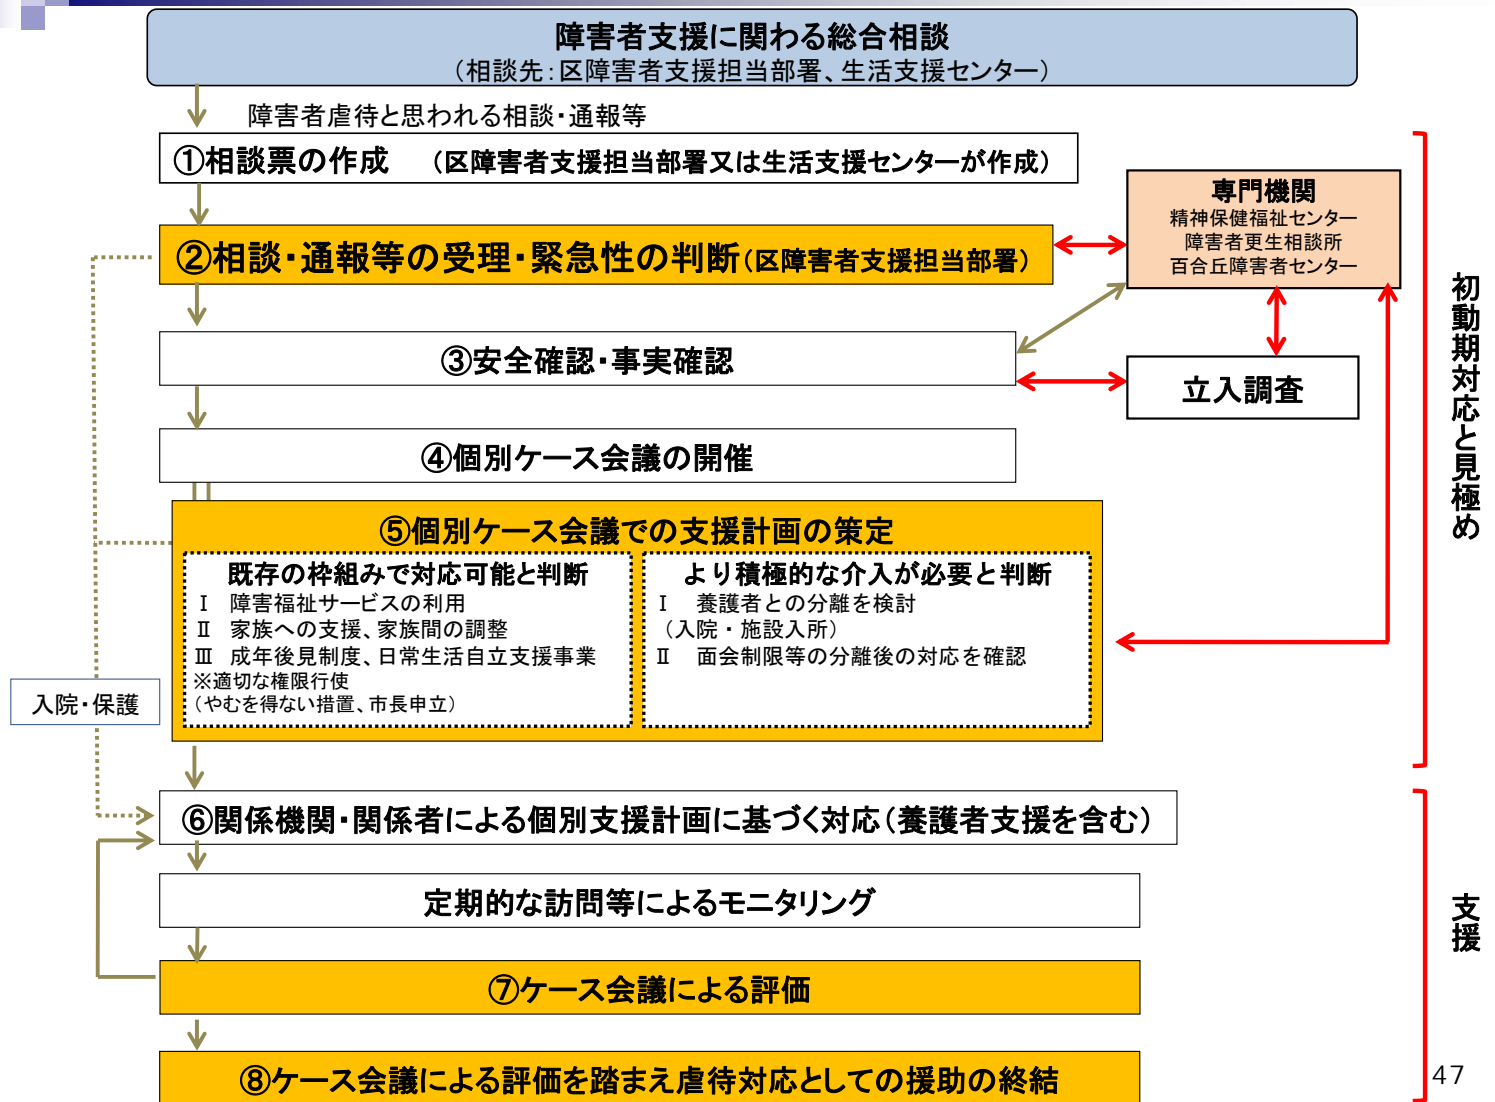 障害者支援に関わる総合相談
（相談先：区障害者支援担当部署、生活支援センター）
障害者虐待と思われる相談・通報等
①相談票の作成　（区障害者支援担当部署又は生活支援センターが作成）
専門機関
精神保健福祉センター
障害者更生相談所
百合丘障害者センター
②相談・通報等の受理・緊急性の判断（区障害者支援担当部署）
③安全確認・事実確認
立入調査
④個別ケース会議の開催
初動期対応と見極め
⑤個別ケース会議での支援計画の策定
既存の枠組みで対応可能と判断
Ⅰ　障害福祉サービスの利用
Ⅱ　家族への支援、家族間の調整
Ⅲ　成年後見制度、日常生活自立支援事業
※適切な権限行使
（やむを得ない措置、市長申立）
より積極的な介入が必要と判断
Ⅰ　養護者との分離を検討
（入院・施設入所）
Ⅱ　面会制限等の分離後の対応を確認
入院・保護
⑥関係機関・関係者による個別支援計画に基づく対応（養護者支援を含む）
定期的な訪問等によるモニタリング
支援
⑦ケース会議による評価
⑧ケース会議による評価を踏まえ虐待対応としての援助の終結
47